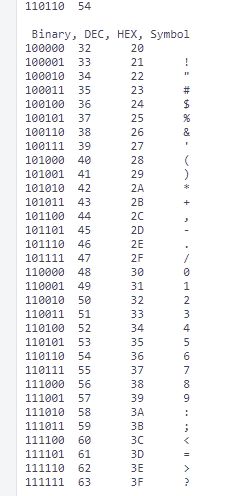 110110 54
Binary, DEC, HEX, Symbol
100000 32 20
100001 33 21 !
100010 34 22 "
100011 35 23 #
100100 36 24 $
100101 37 25 %
100110 38 26 &
100111 39 27 '
101000 40 28 (
101001 41 29 )
101010 42 2A *
101011 43 2B +
101100 44 2C ,
101101 45 2D -
101110 46 2E .
101111 47 2F /
110000 48 30 0
110001 49 31 1
110010 50 32 2
110011 51 33 3
110100 52 34 4
110101 53 35 5
110110 54 36 6
110111 55 37 7
111000 56 38 8
111001 57 39 9
111010 58 3A :
111011 59 3B ;
111100 60 3C <
111101 61 3D =
111110 62 3E >
111111 63 3F ?